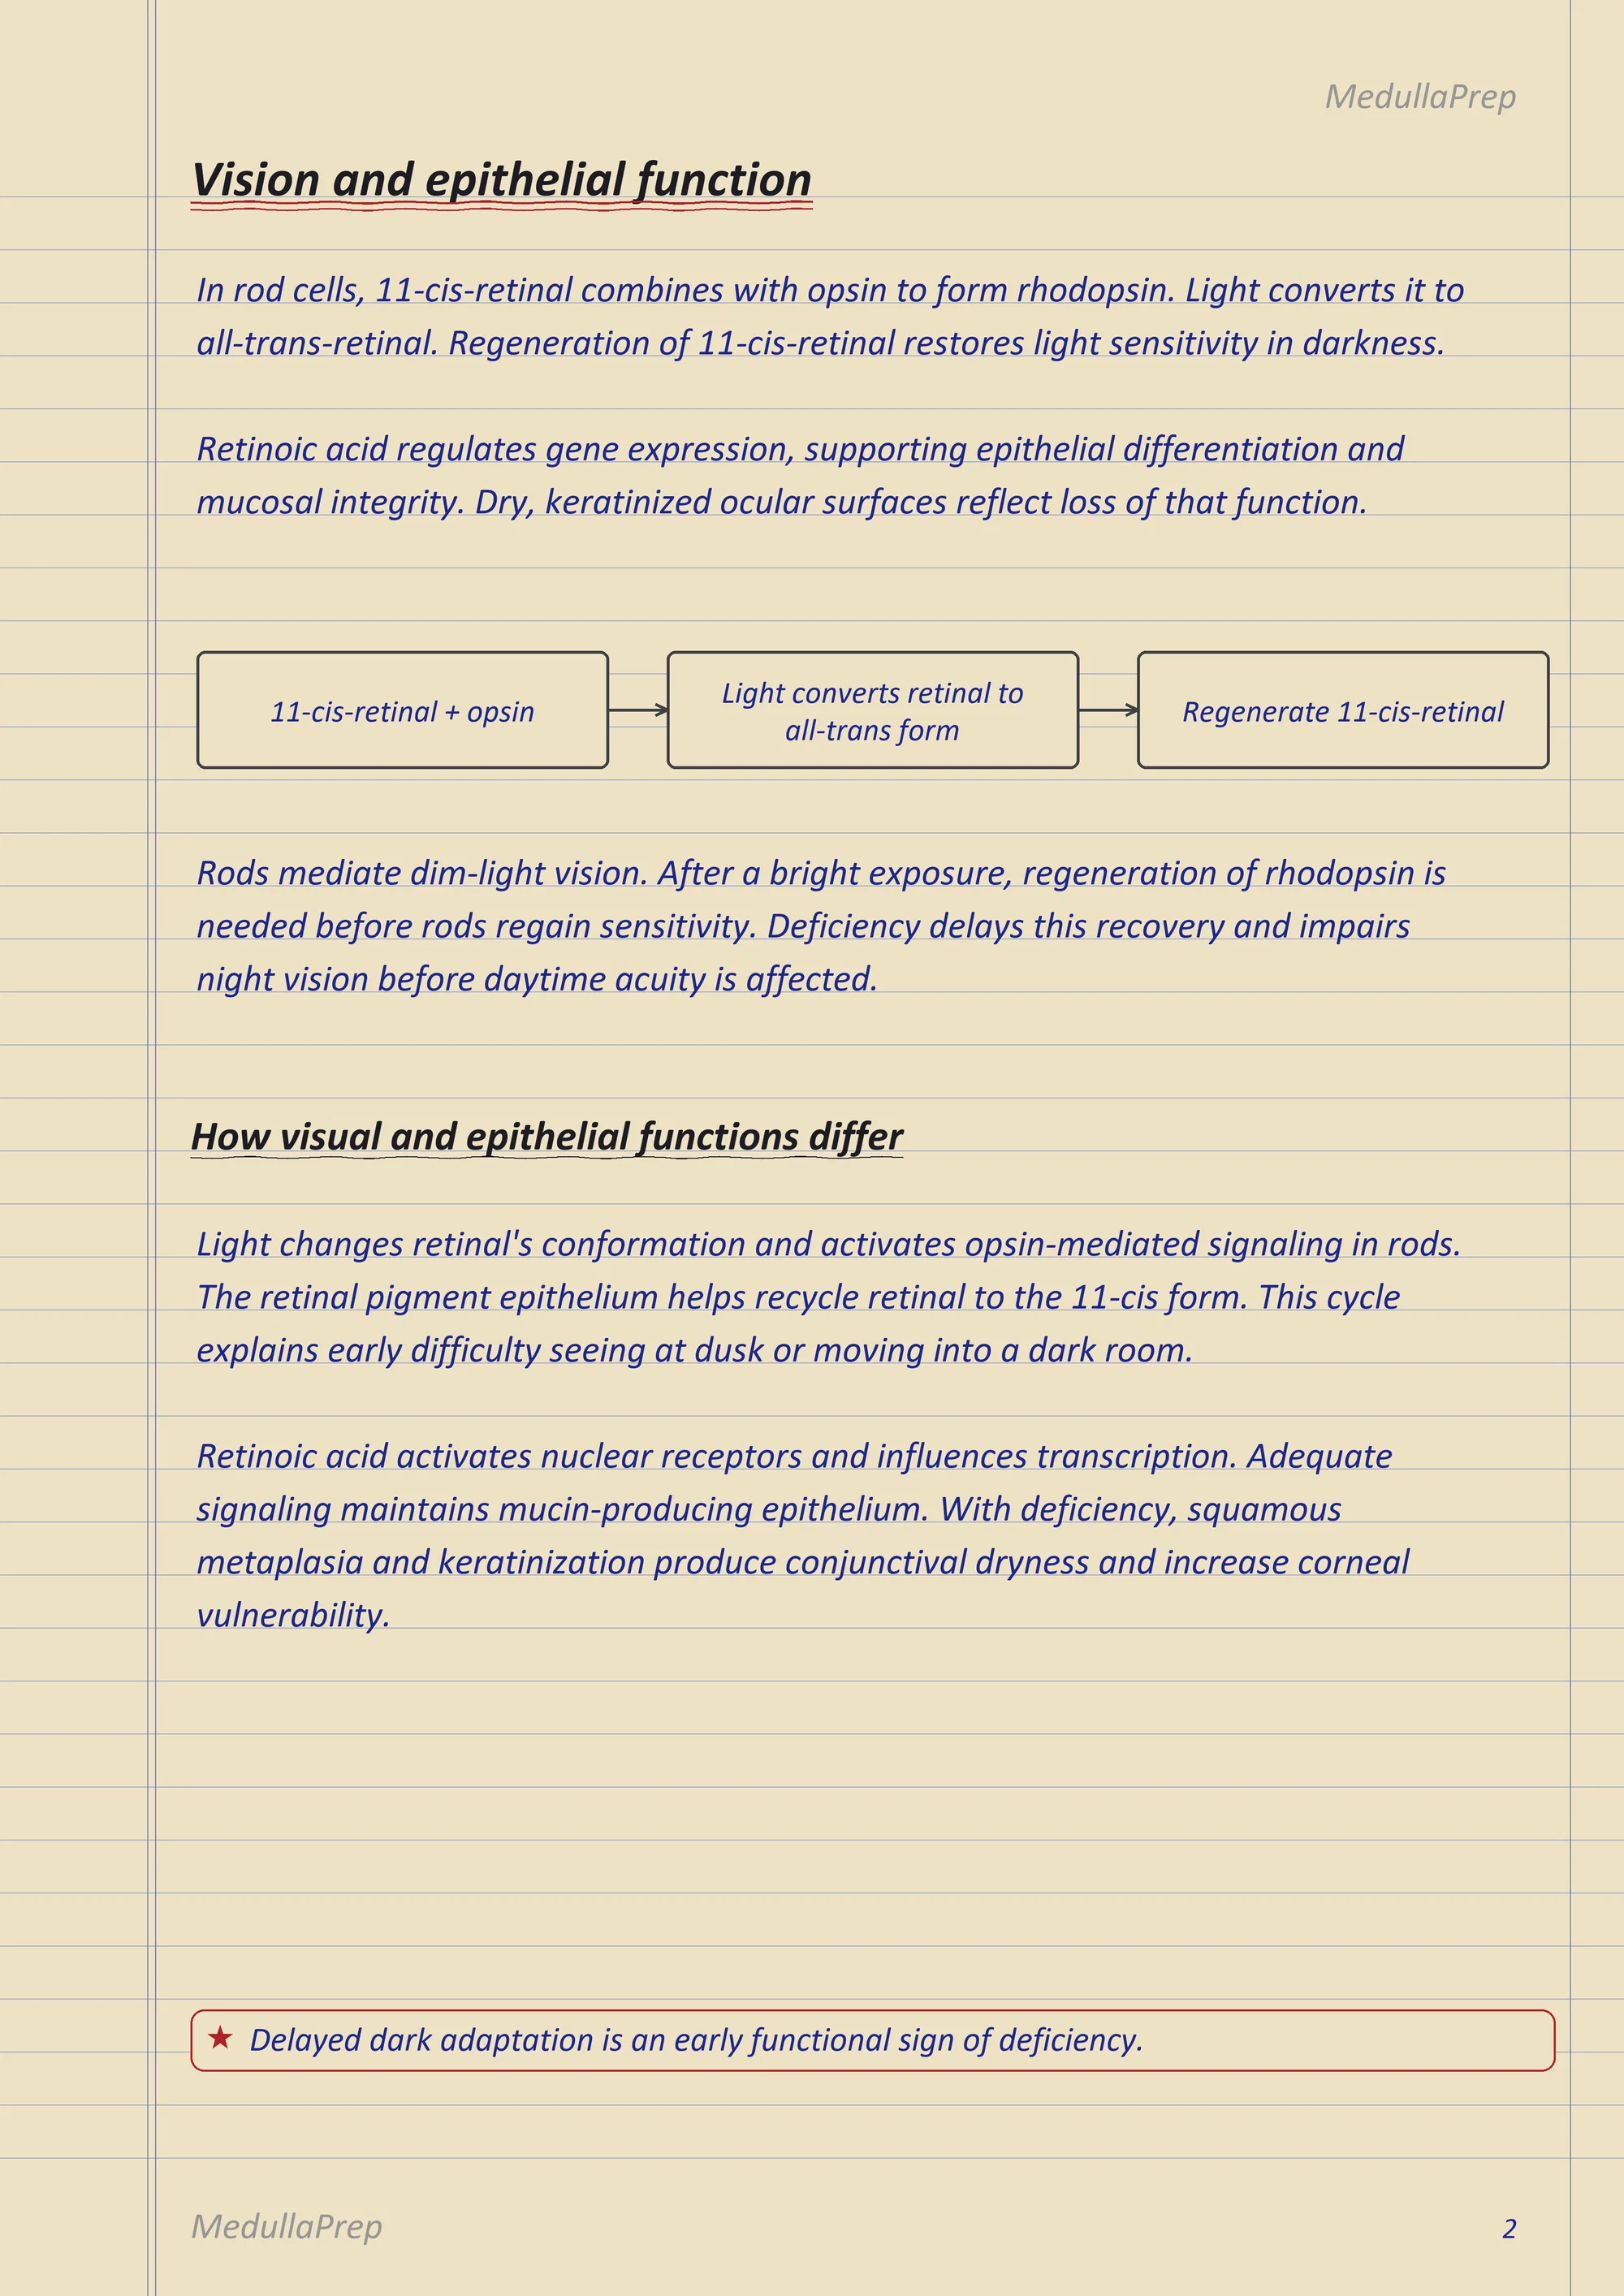 MedullaPrep
Vision and epithelial function
In rod cells, 11-cis-retinal combines with opsin to form rhodopsin. Light converts it to
all-trans-retinal. Regeneration of 11-cis-retinal restores light sensitivity in darkness.
Retinoic acid regulates gene expression, supporting epithelial differentiation and
mucosal integrity. Dry, keratinized ocular surfaces reflect loss of that function.
11-cis-retinal + opsin
Light converts retinal to
all-trans form
Regenerate 11-cis-retinal
Rods mediate dim-light vision. After a bright exposure, regeneration of rhodopsin is
needed before rods regain sensitivity. Deficiency delays this recovery and impairs
night vision before daytime acuity is affected.
How visual and epithelial functions differ
Light changes retinal's conformation and activates opsin-mediated signaling in rods.
The retinal pigment epithelium helps recycle retinal to the 11-cis form. This cycle
explains early difficulty seeing at dusk or moving into a dark room.
Retinoic acid activates nuclear receptors and influences transcription. Adequate
signaling maintains mucin-producing epithelium. With deficiency, squamous
metaplasia and keratinization produce conjunctival dryness and increase corneal
vulnerability.
★ Delayed dark adaptation is an early functional sign of deficiency.
MedullaPrep
2